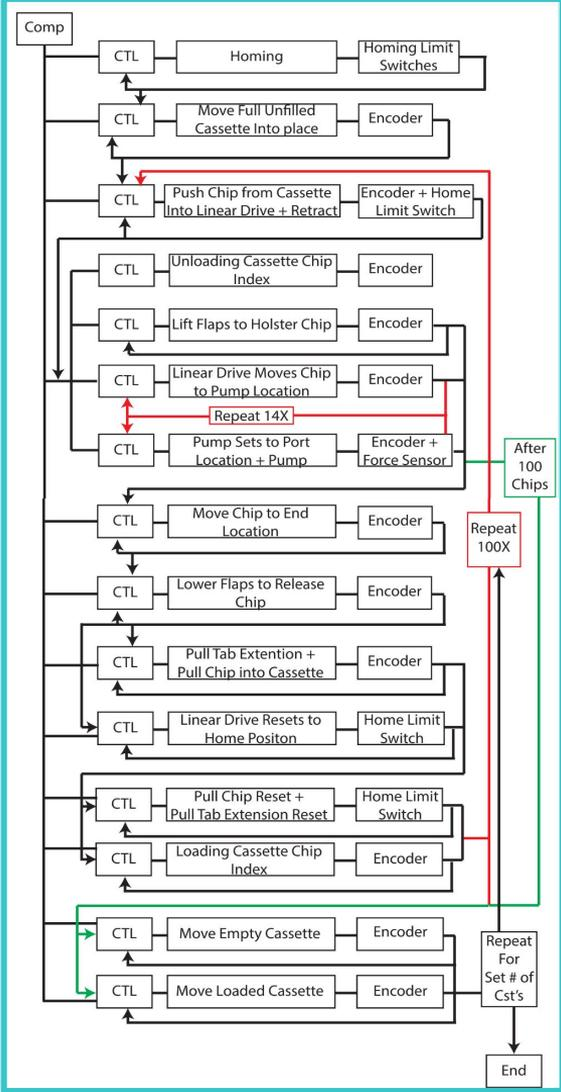 Comp
CTL
Homing
Homing Limit
Switches
CTL
Move Full Unfilled
Cassette Into place
Encoder
CTL
Push Chip from Cassette
Into Linear Drive + Retract
Encoder + Home
Limit Switch
CTL
Unloading Cassette Chip
Index
Encoder
CTL
Lift Flaps to Holster Chip
Encoder
CTL
Linear Drive Moves Chip
to Pump Location
Encoder
Repeat 14X
CTL
Pump Sets to Port
Location + Pump
Encoder +
Force Sensor
After
100
Chips
CTL
Move Chip to End
Location
Encoder
Repeat
100X
CTL
Lower Flaps to Release
Chip
Encoder
CTL
Pull Tab Extention +
Pull Chip into Cassette
Encoder
CTL
Linear Drive Resets to
Home Positon
Home Limit
Switch
CTL
Pull Chip Reset +
Pull Tab Extension Reset
Home Limit
Switch
CTL
Loading Cassette Chip
Index
Encoder
CTL
Move Empty Cassette
Encoder
CTL
Move Loaded Cassette
Encoder
Repeat
For
Set # of
Cst's
End